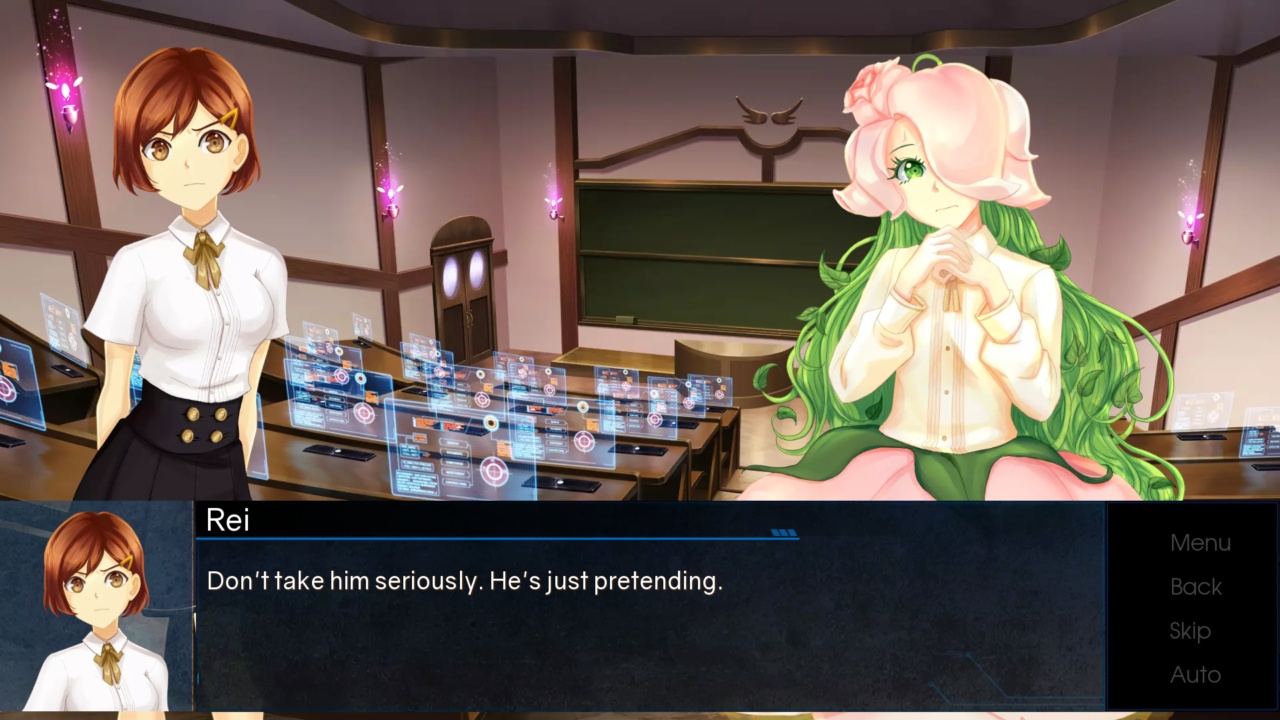 Rei
Don't take him seriously. He's just pretending.
Menu
Back
Skip
Auto